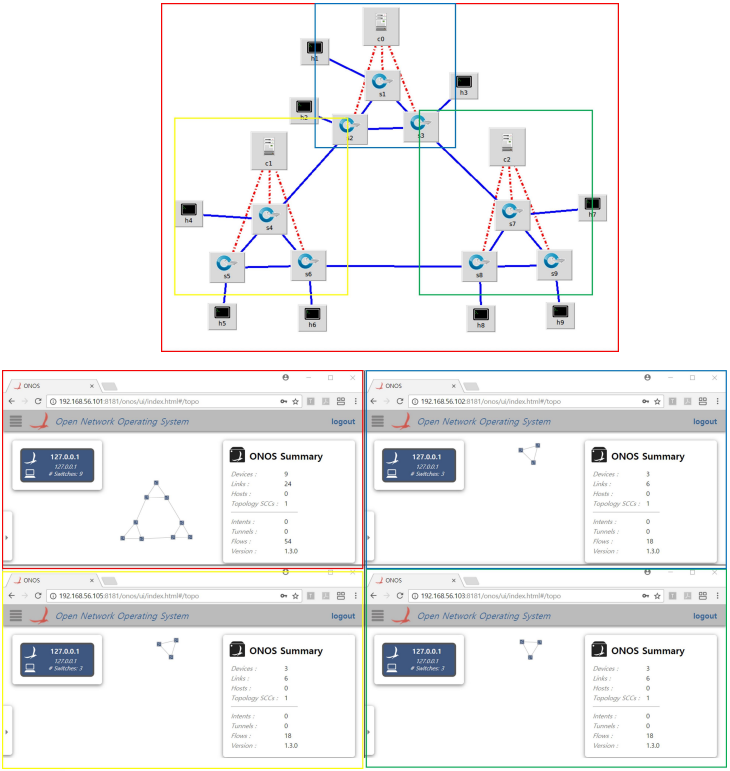 c0
h1
s1
h3
h2
s2
s3
c1
c2
h4
s4
s7
h7
s5
s6
s8
s9
h5
h6
h8
h9
ONOS
192.168.56.101:8181/onos/ui/index.html#/topo
Open Network Operating System
logout
127.0.0.1
127.0.0.1
# Switches: 9
ONOS Summary
Devices : 9
Links : 24
Hosts : 0
Topology SCCs : 1
Intents : 0
Tunnels : 0
Flows : 54
Version : 1.3.0
ONOS
192.168.56.102:8181/onos/ui/index.html#/topo
Open Network Operating System
logout
127.0.0.1
127.0.0.1
# Switches: 3
ONOS Summary
Devices : 3
Links : 6
Hosts : 0
Topology SCCs : 1
Intents : 0
Tunnels : 0
Flows : 18
Version : 1.3.0
ONOS
192.168.56.105:8181/onos/ui/index.html#/topo
Open Network Operating System
logout
127.0.0.1
127.0.0.1
# Switches: 3
ONOS Summary
Devices : 3
Links : 6
Hosts : 0
Topology SCCs : 1
Intents : 0
Tunnels : 0
Flows : 18
Version : 1.3.0
ONOS
192.168.56.103:8181/onos/ui/index.html#/topo
Open Network Operating System
logout
127.0.0.1
127.0.0.1
# Switches: 3
ONOS Summary
Devices : 3
Links : 6
Hosts : 0
Topology SCCs : 1
Intents : 0
Tunnels : 0
Flows : 18
Version : 1.3.0